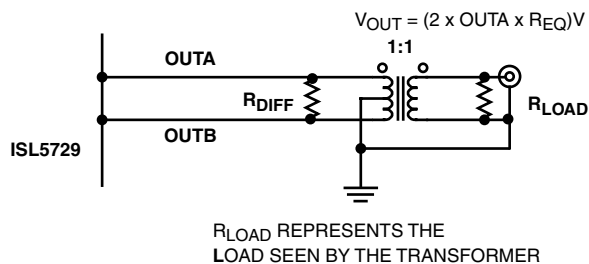 VOUT = (2 x OUTA x REQ)V
1:1
OUTA
RDIFF
RLOAD
OUTB
ISL5729
RLOAD REPRESENTS THE
LOAD SEEN BY THE TRANSFORMER